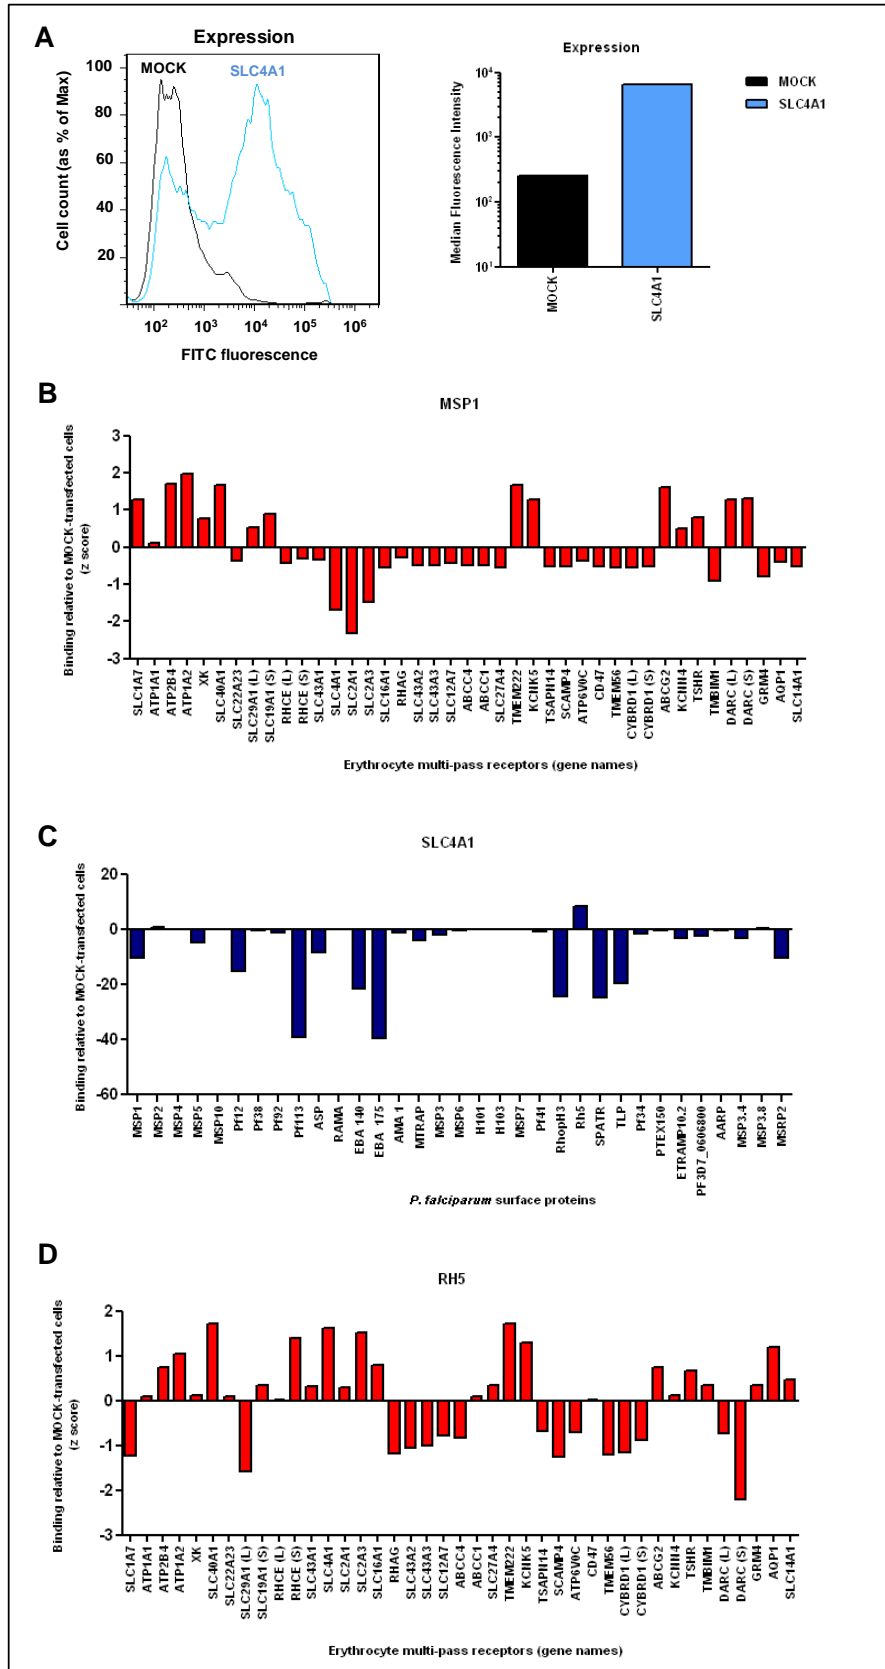 A
Expression
MOCK
SLC4A1
Cell count (as % of Max)
100
80
60
40
20
10²
10³
10⁴
10⁵
10⁶
FITC fluorescence
Expression
Median Fluorescence Intensity
10⁴
10³
10²
10¹
MOCK
SLC4A1
MOCK
SLC4A1
B
MSP1
Binding relative to MOCK-transfected cells
(z score)
3
2
1
0
-1
-2
-3
SLC1A7
ATP1A1
ATP2B4
ATP1A2
XK
SLC40A1
SLC22A23
SLC29A1 (L)
SLC19A1 (S)
RHCE (L)
RHCE (S)
SLC43A1
SLC4A1
SLC2A1
SLC2A3
SLC16A1
RHAG
SLC43A2
SLC43A3
SLC12A7
ABCC4
ABCC1
SLC27A4
TMEM222
KCNK5
TSAPN14
SCAMP4
ATP6V0C
CD47
TMEM56
CYBRD1 (L)
CYBRD1 (S)
ABCG2
KCNH4
TSHR
TMBIM1
DARC (L)
DARC (S)
GRM4
AQP1
SLC14A1
Erythrocyte multi-pass receptors (gene names)
C
SLC4A1
Binding relative to MOCK-transfected cells
20
0
-20
-40
-60
MSP1
MSP2
MSP4
MSP5
MSP10
Pf12
Pf38
Pf92
Pf113
ASP
RAMA
EBA 140
EBA 175
AMA 1
MTRAP
MSP3
MSP6
H101
H103
MSP7
Pf41
RhopH3
Rh5
SPATR
TLP
Pf34
PTEX150
ETRAMP10.2
PF3D7_0606800
AARP
MSP3.4
MSP3.8
MSRP2
P. falciparum surface proteins
D
RH5
Binding relative to MOCK-transfected cells
(z score)
2
1
0
-1
-2
-3
SLC1A7
ATP1A1
ATP2B4
ATP1A2
XK
SLC40A1
SLC22A23
SLC29A1 (L)
SLC19A1 (S)
RHCE (L)
RHCE (S)
SLC43A1
SLC4A1
SLC2A1
SLC2A3
SLC16A1
RHAG
SLC43A2
SLC43A3
SLC12A7
ABCC4
ABCC1
SLC27A4
TMEM222
KCNK5
TSAPN14
SCAMP4
ATP6V0C
CD47
TMEM56
CYBRD1 (L)
CYBRD1 (S)
ABCG2
KCNH4
TSHR
TMBIM1
DARC (L)
DARC (S)
GRM4
AQP1
SLC14A1
Erythrocyte multi-pass receptors (gene names)